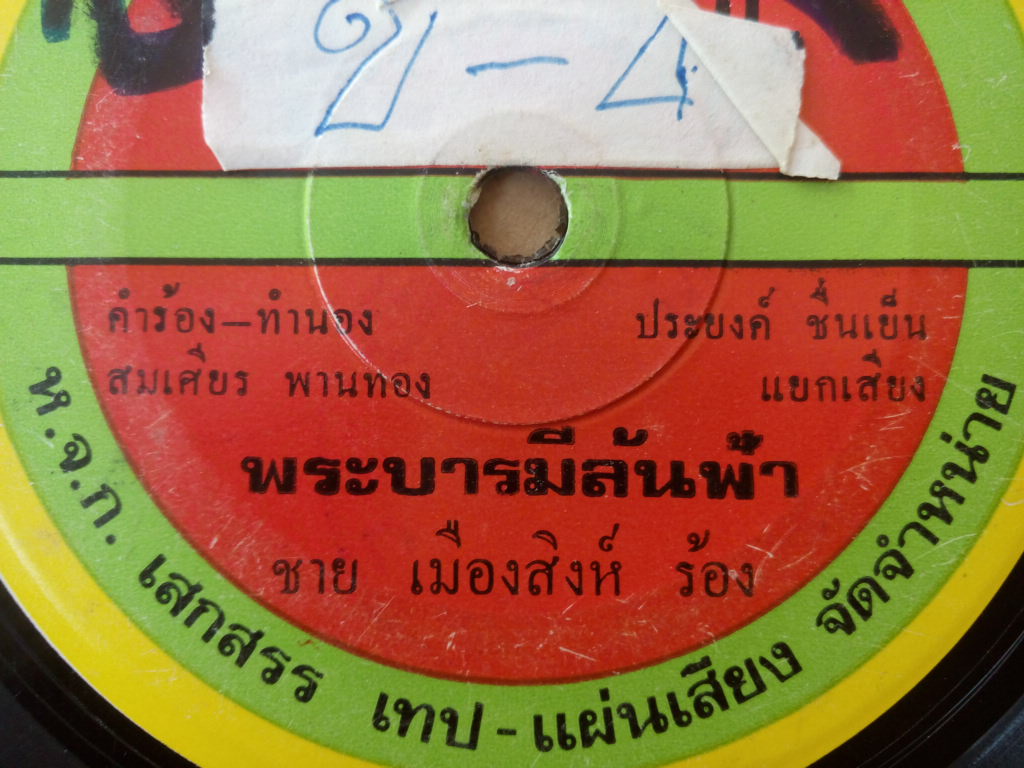 คำร้อง–ทำนอง ประยงค์ ชื่นเย็น
สมเศียร พานทอง แยกเสียง
พระบารมีล้นพ้า
ชาย เมืองสิงห์ ร้อง
ห.จ.ก. เสกสรร เทป - แผ่นเสียง จัดจำหน่าย